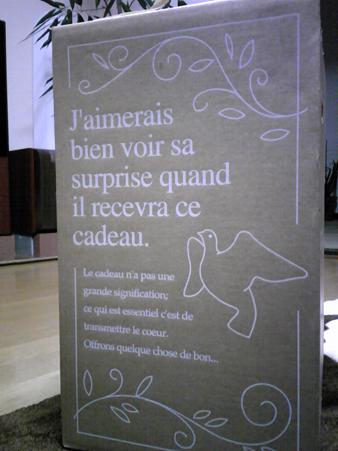 J'aimerais
bien voir sa
surprise quand
il recevra ce
cadeau.
Le cadeau n'a pas une
grande signification;
ce qui est essentiel c'est de
transmettre le coeur.
Offrons quelque chose de bon...